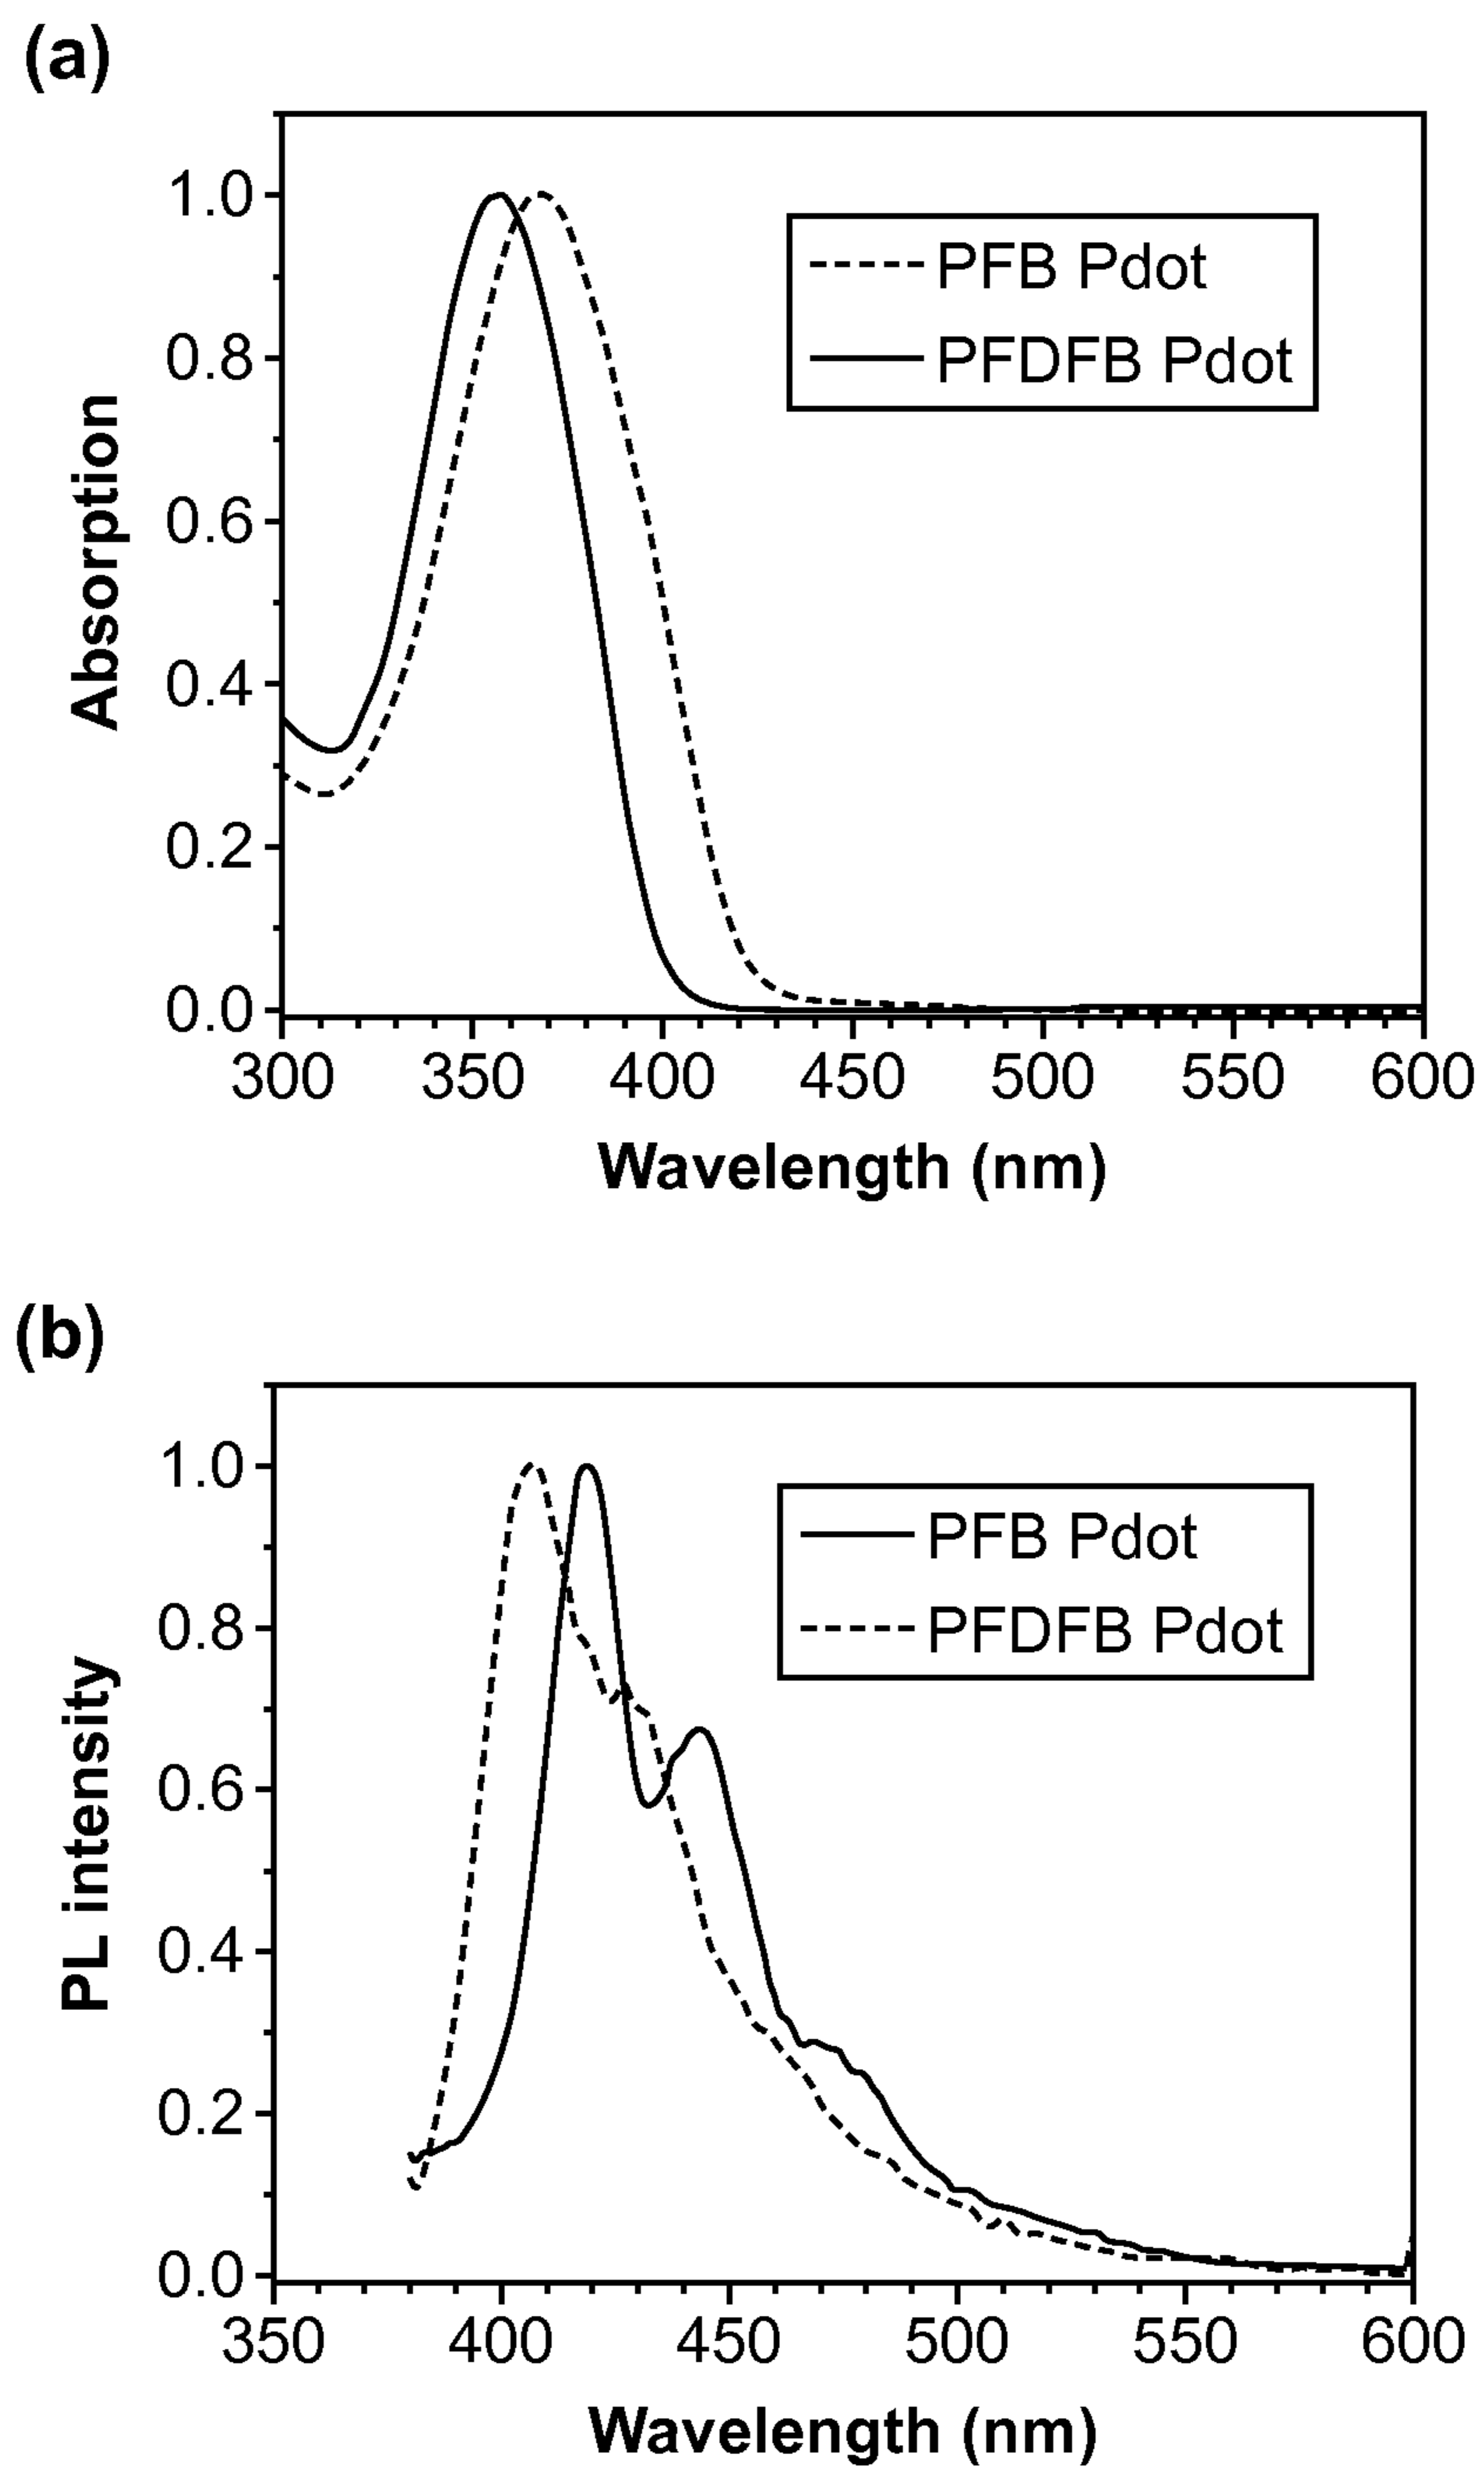 (a)
1.0
PFB Pdot
PFDFB Pdot
0.8
0.6
0.4
0.2
0.0
Absorption
300 350 400 450 500 550 600
Wavelength (nm)
(b)
1.0
PFB Pdot
PFDFB Pdot
0.8
0.6
0.4
0.2
0.0
PL intensity
350 400 450 500 550 600
Wavelength (nm)